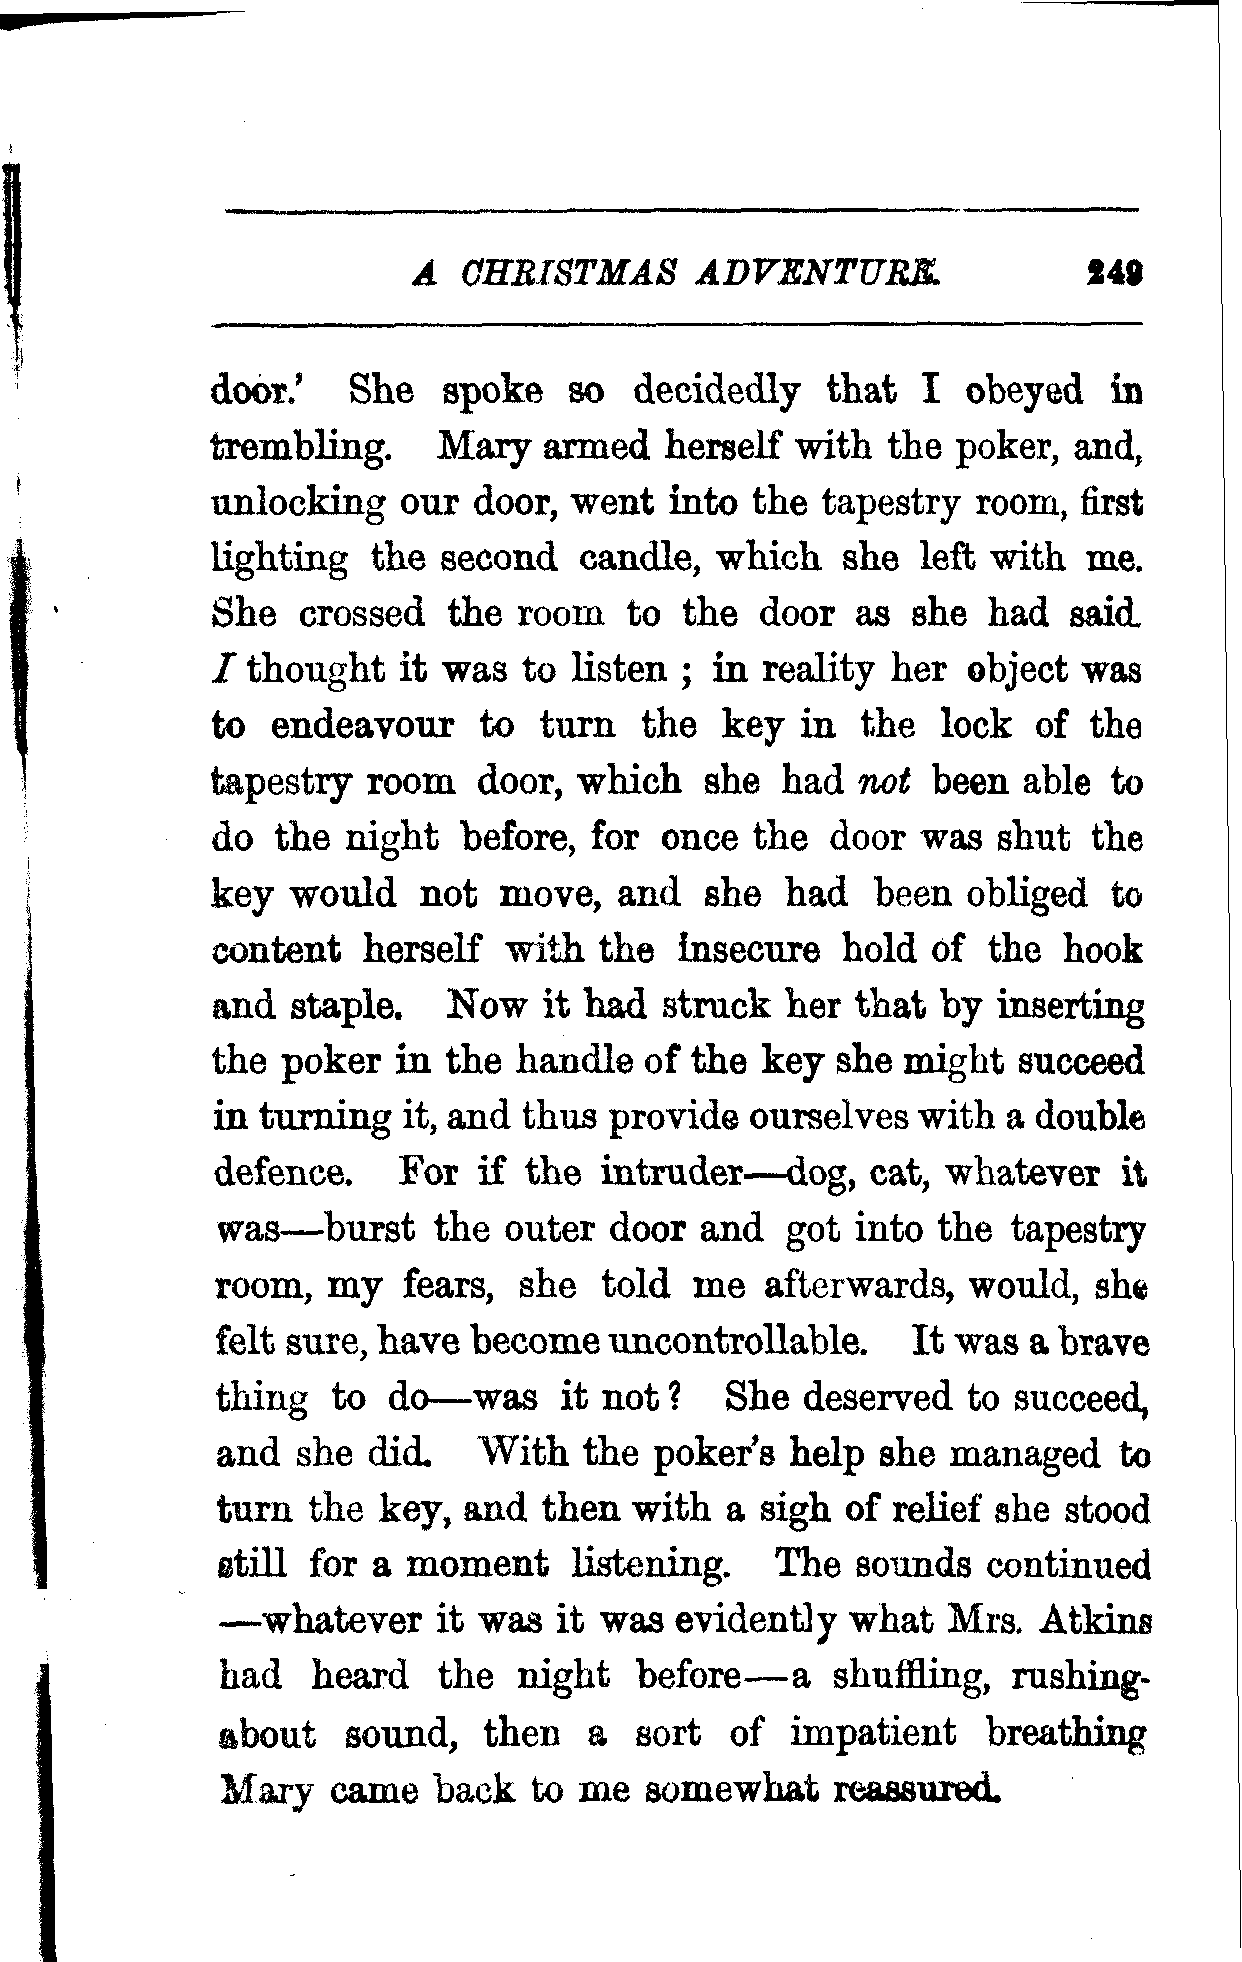 A CHRISTMAS ADVENTURE. 249
door.' She spoke so decidedly that I obeyed in
trembling. Mary armed herself with the poker, and,
unlocking our door, went into the tapestry room, first
lighting the second candle, which she left with me.
She crossed the room to the door as she had said.
I thought it was to listen ; in reality her object was
to endeavour to turn the key in the lock of the
tapestry room door, which she had not been able to
do the night before, for once the door was shut the
key would not move, and she had been obliged to
content herself with the insecure hold of the hook
and staple. Now it had struck her that by inserting
the poker in the handle of the key she might succeed
in turning it, and thus provide ourselves with a double
defence. For if the intruder—dog, cat, whatever it
was—burst the outer door and got into the tapestry
room, my fears, she told me afterwards, would, she
felt sure, have become uncontrollable. It was a brave
thing to do—was it not? She deserved to succeed,
and she did. With the poker's help she managed to
turn the key, and then with a sigh of relief she stood
still for a moment listening. The sounds continued
—whatever it was it was evidently what Mrs. Atkins
had heard the night before—a shuffling, rushing-
about sound, then a sort of impatient breathing
Mary came back to me somewhat reassured.